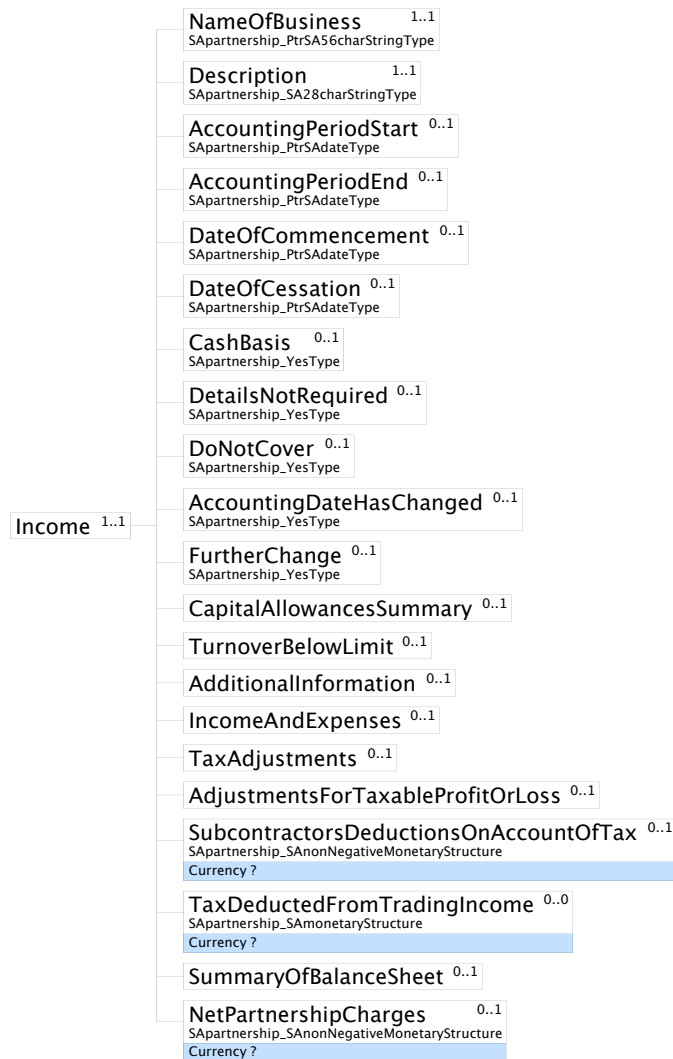 NameOfBusiness 1..1
SApartnership_PtrSA56charStringType
Description 1..1
SApartnership_SA28charStringType
AccountingPeriodStart 0..1
SApartnership_PtrSAdateType
AccountingPeriodEnd 0..1
SApartnership_PtrSAdateType
DateOfCommencement 0..1
SApartnership_PtrSAdateType
DateOfCessation 0..1
SApartnership_PtrSAdateType
CashBasis 0..1
SApartnership_YesType
DetailsNotRequired 0..1
SApartnership_YesType
DoNotCover 0..1
SApartnership_YesType
AccountingDateHasChanged 0..1
SApartnership_YesType
Income 1..1
FurtherChange 0..1
SApartnership_YesType
CapitalAllowancesSummary 0..1
TurnoverBelowLimit 0..1
AdditionalInformation 0..1
IncomeAndExpenses 0..1
TaxAdjustments 0..1
AdjustmentsForTaxableProfitOrLoss 0..1
SubcontractorsDeductionsOnAccountOfTax 0..1
SApartnership_SAnonNegativeMonetaryStructure
Currency ?
TaxDeductedFromTradingIncome 0..0
SApartnership_SAmonetaryStructure
Currency ?
SummaryOfBalanceSheet 0..1
NetPartnershipCharges 0..1
SApartnership_SAnonNegativeMonetaryStructure
Currency ?